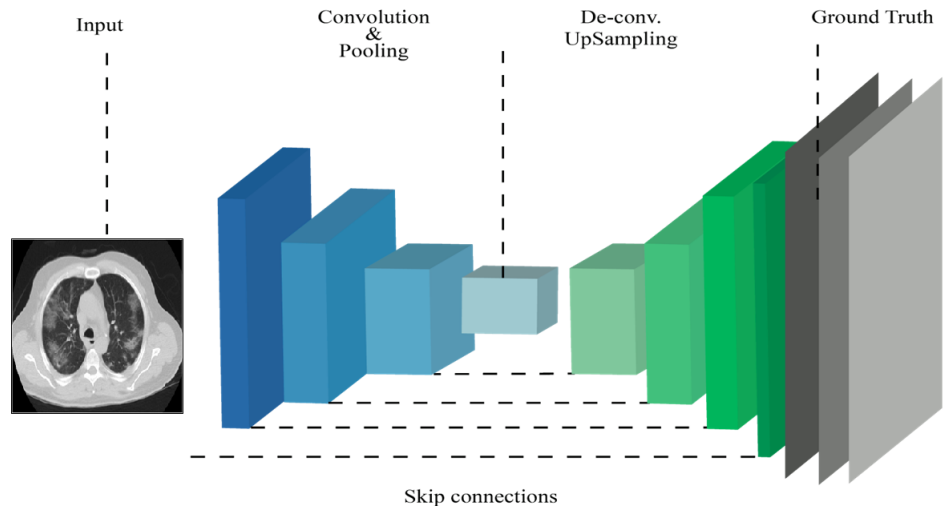 Input
Convolution
&
Pooling
De-conv.
UpSampling
Ground Truth
Skip connections